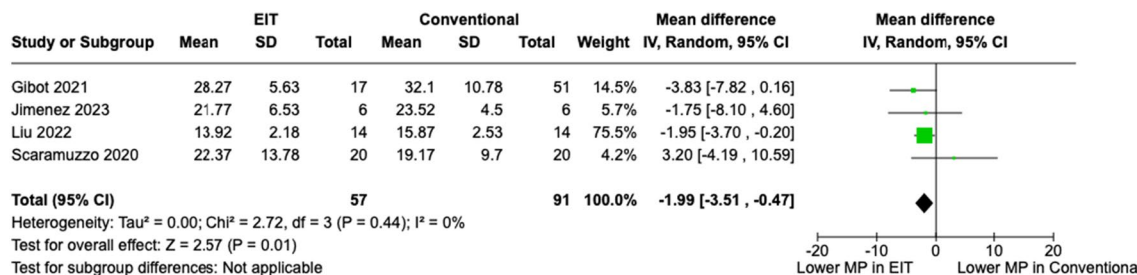 EIT Conventional Mean difference Mean difference
Study or Subgroup Mean SD Total Mean SD Total Weight IV, Random, 95% CI IV, Random, 95% CI
Gibot 2021 28.27 5.63 17 32.1 10.78 51 14.5% -3.83 [-7.82 , 0.16]
Jimenez 2023 21.77 6.53 6 23.52 4.5 6 5.7% -1.75 [-8.10 , 4.60]
Liu 2022 13.92 2.18 14 15.87 2.53 14 75.5% -1.95 [-3.70 , -0.20]
Scaramuzzo 2020 22.37 13.78 20 19.17 9.7 20 4.2% 3.20 [-4.19 , 10.59]
Total (95% CI) 57 91 100.0% -1.99 [-3.51 , -0.47]
Heterogeneity: Tau² = 0.00; Chi² = 2.72, df = 3 (P = 0.44); I² = 0%
Test for overall effect: Z = 2.57 (P = 0.01)
Test for subgroup differences: Not applicable
-20 -10 0 10 20
Lower MP in EIT Lower MP in Conventiona